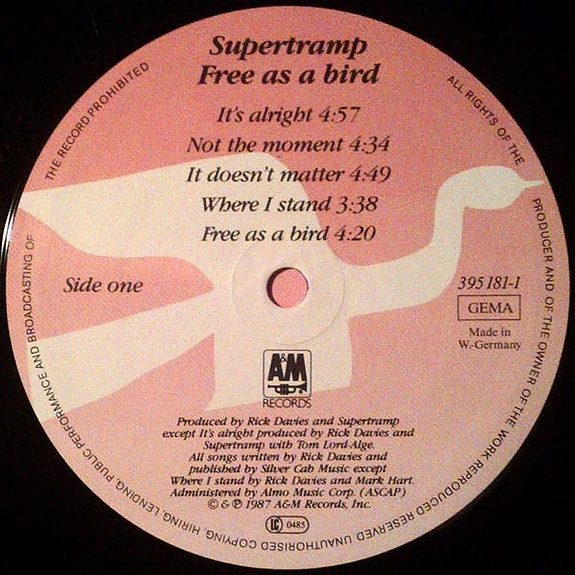 Supertramp
Free as a bird
It's alright 4:57
Not the moment 4:34
It doesn't matter 4:49
Where I stand 3:38
Free as a bird 4:20
Side one
395 181-1
GEMA
Made in
W.-Germany
A&M
RECORDS
Produced by Rick Davies and Supertramp
except It's alright produced by Rick Davies and
Supertramp with Tom Lord-Alge.
All songs written by Rick Davies and
published by Silver Cab Music except
Where I stand by Rick Davies and Mark Hart.
Administered by Almo Music Corp. (ASCAP)
© & ℗ 1987 A&M Records, Inc.
LC 0485
ALL RIGHTS OF THE PRODUCER AND OF THE OWNER OF THE WORK REPRODUCED RESERVED UNAUTHORISED COPYING, HIRING, LENDING, PUBLIC PERFORMANCE AND BROADCASTING OF THE RECORD PROHIBITED